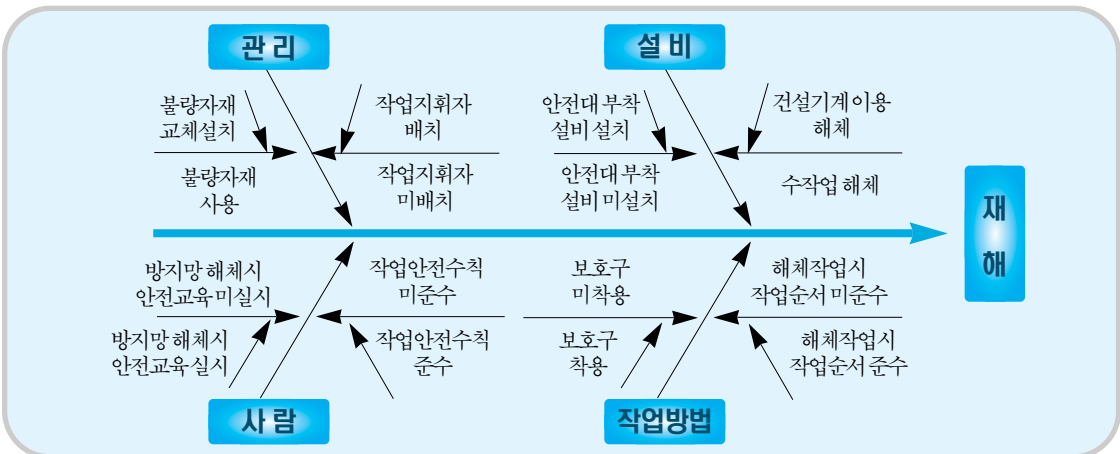 관 리
설 비
불량자재
교체설치
작업지휘자
배치
안전대 부착
설비 설치
건설기계 이용
해체
불량자재
사용
작업지휘자
미배치
안전대 부착
설비 미설치
수작업 해체
재
해
방지망 해체시
안전교육 미실시
작업안전수칙
미준수
보호구
미착용
해체작업시
작업순서 미준수
방지망 해체시
안전교육 실시
작업안전수칙
준수
보호구
착용
해체작업시
작업순서 준수
사 람
작업방법